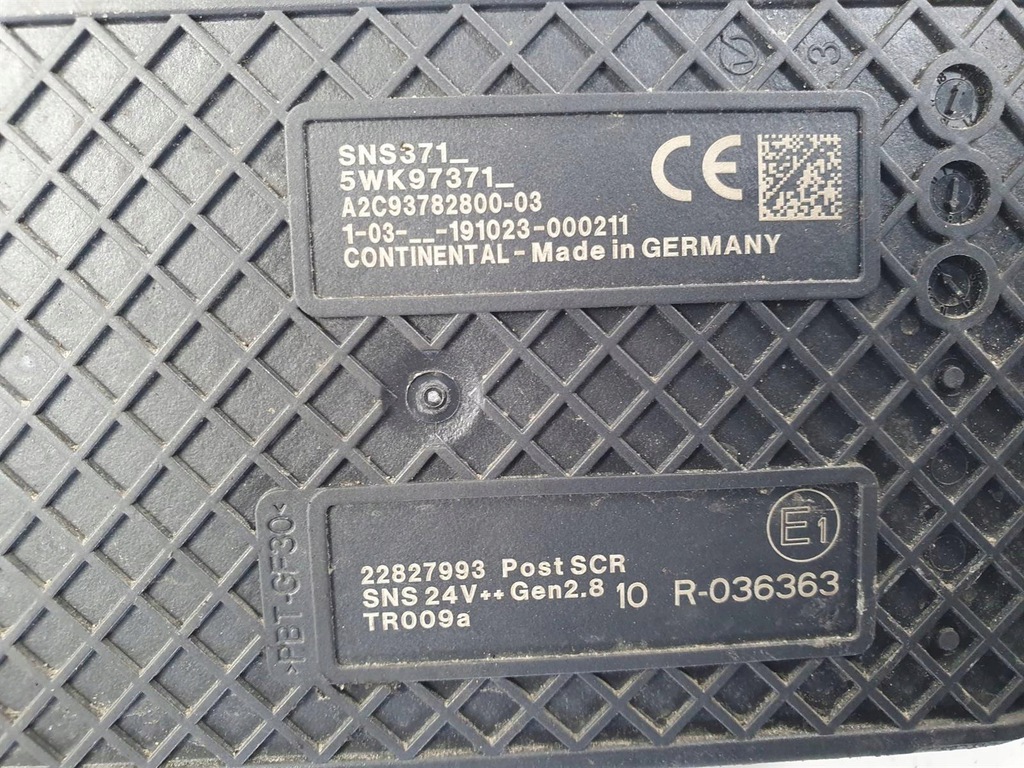 3
SNS371_
5WK97371_
A2C93782800-03
1-03-__-191023-000211
CONTINENTAL - Made in GERMANY
CE
>PBT-GF30<
E1
22827993 Post SCR
SNS 24V++ Gen2.8
TR009a
10 R-036363